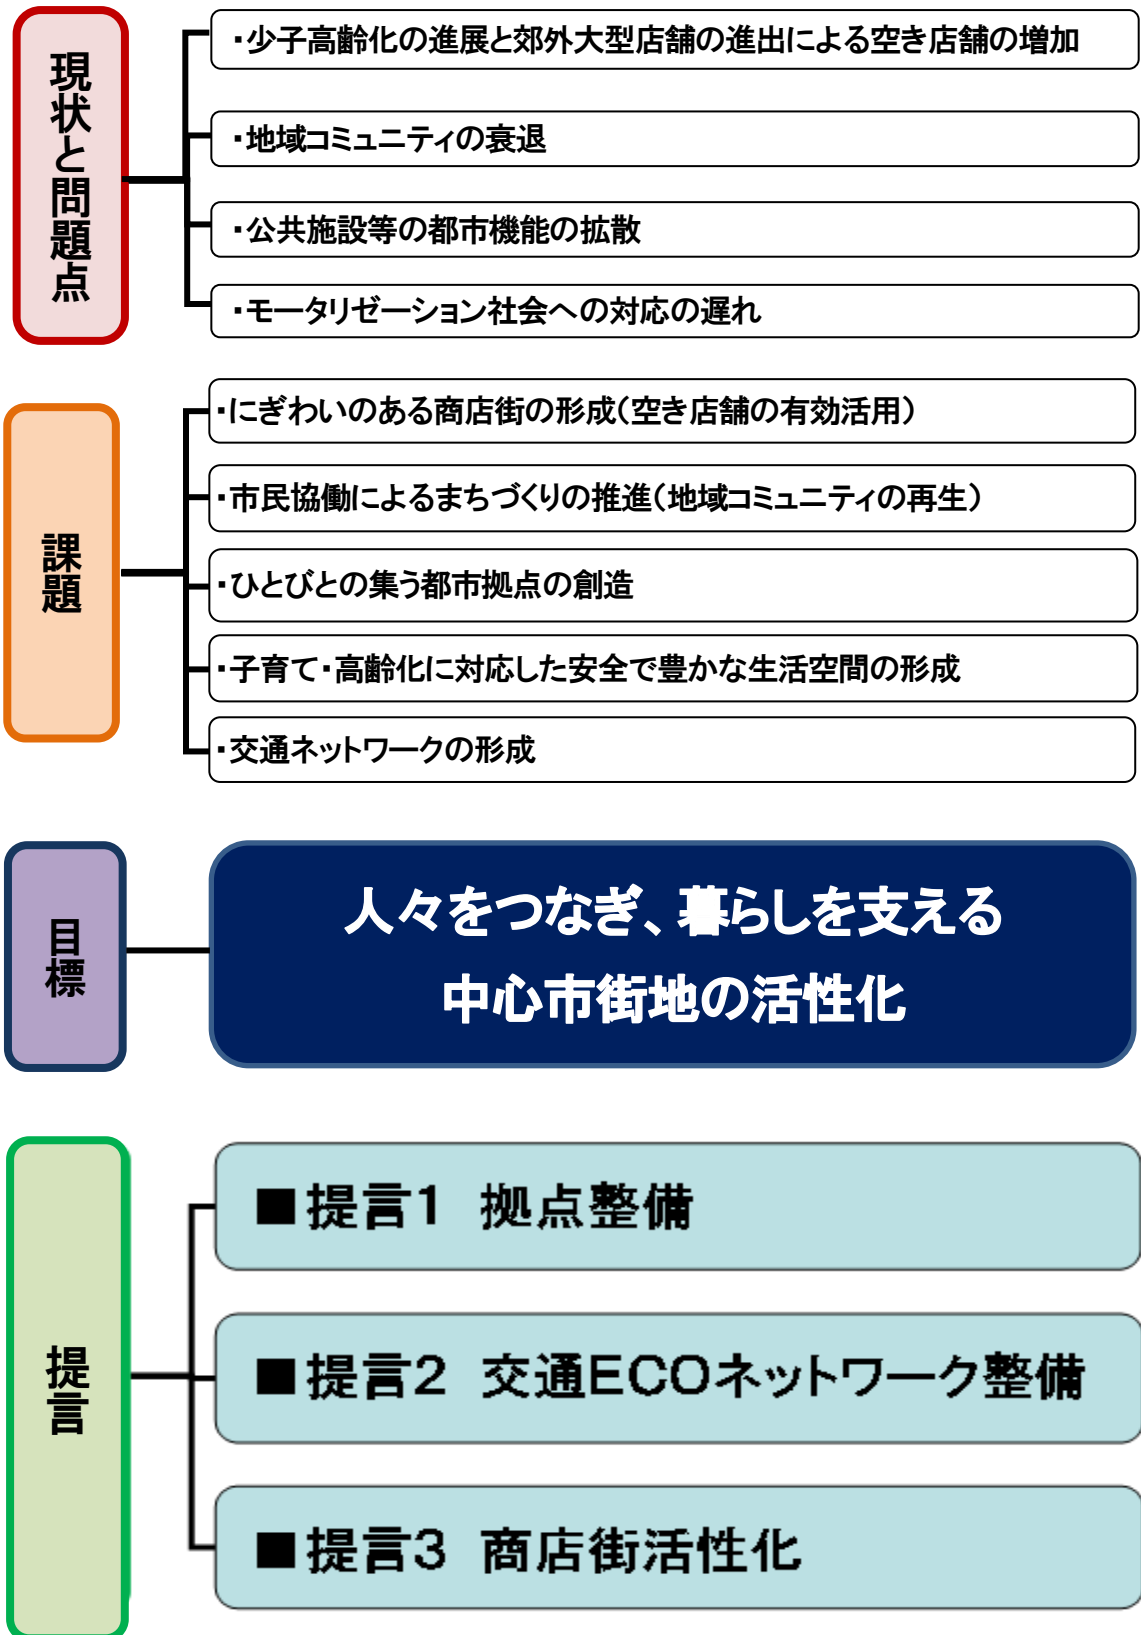 現状と問題点
・少子高齢化の進展と郊外大型店舗の進出による空き店舗の増加
・地域コミュニティの衰退
・公共施設等の都市機能の拡散
・モータリゼーション社会への対応の遅れ
課題
・にぎわいのある商店街の形成（空き店舗の有効活用）
・市民協働によるまちづくりの推進（地域コミュニティの再生）
・ひとびとの集う都市拠点の創造
・子育て・高齢化に対応した安全で豊かな生活空間の形成
・交通ネットワークの形成
目標
人々をつなぎ、暮らしを支える
中心市街地の活性化
提言
■提言１　拠点整備
■提言２　交通ECOネットワーク整備
■提言３　商店街活性化